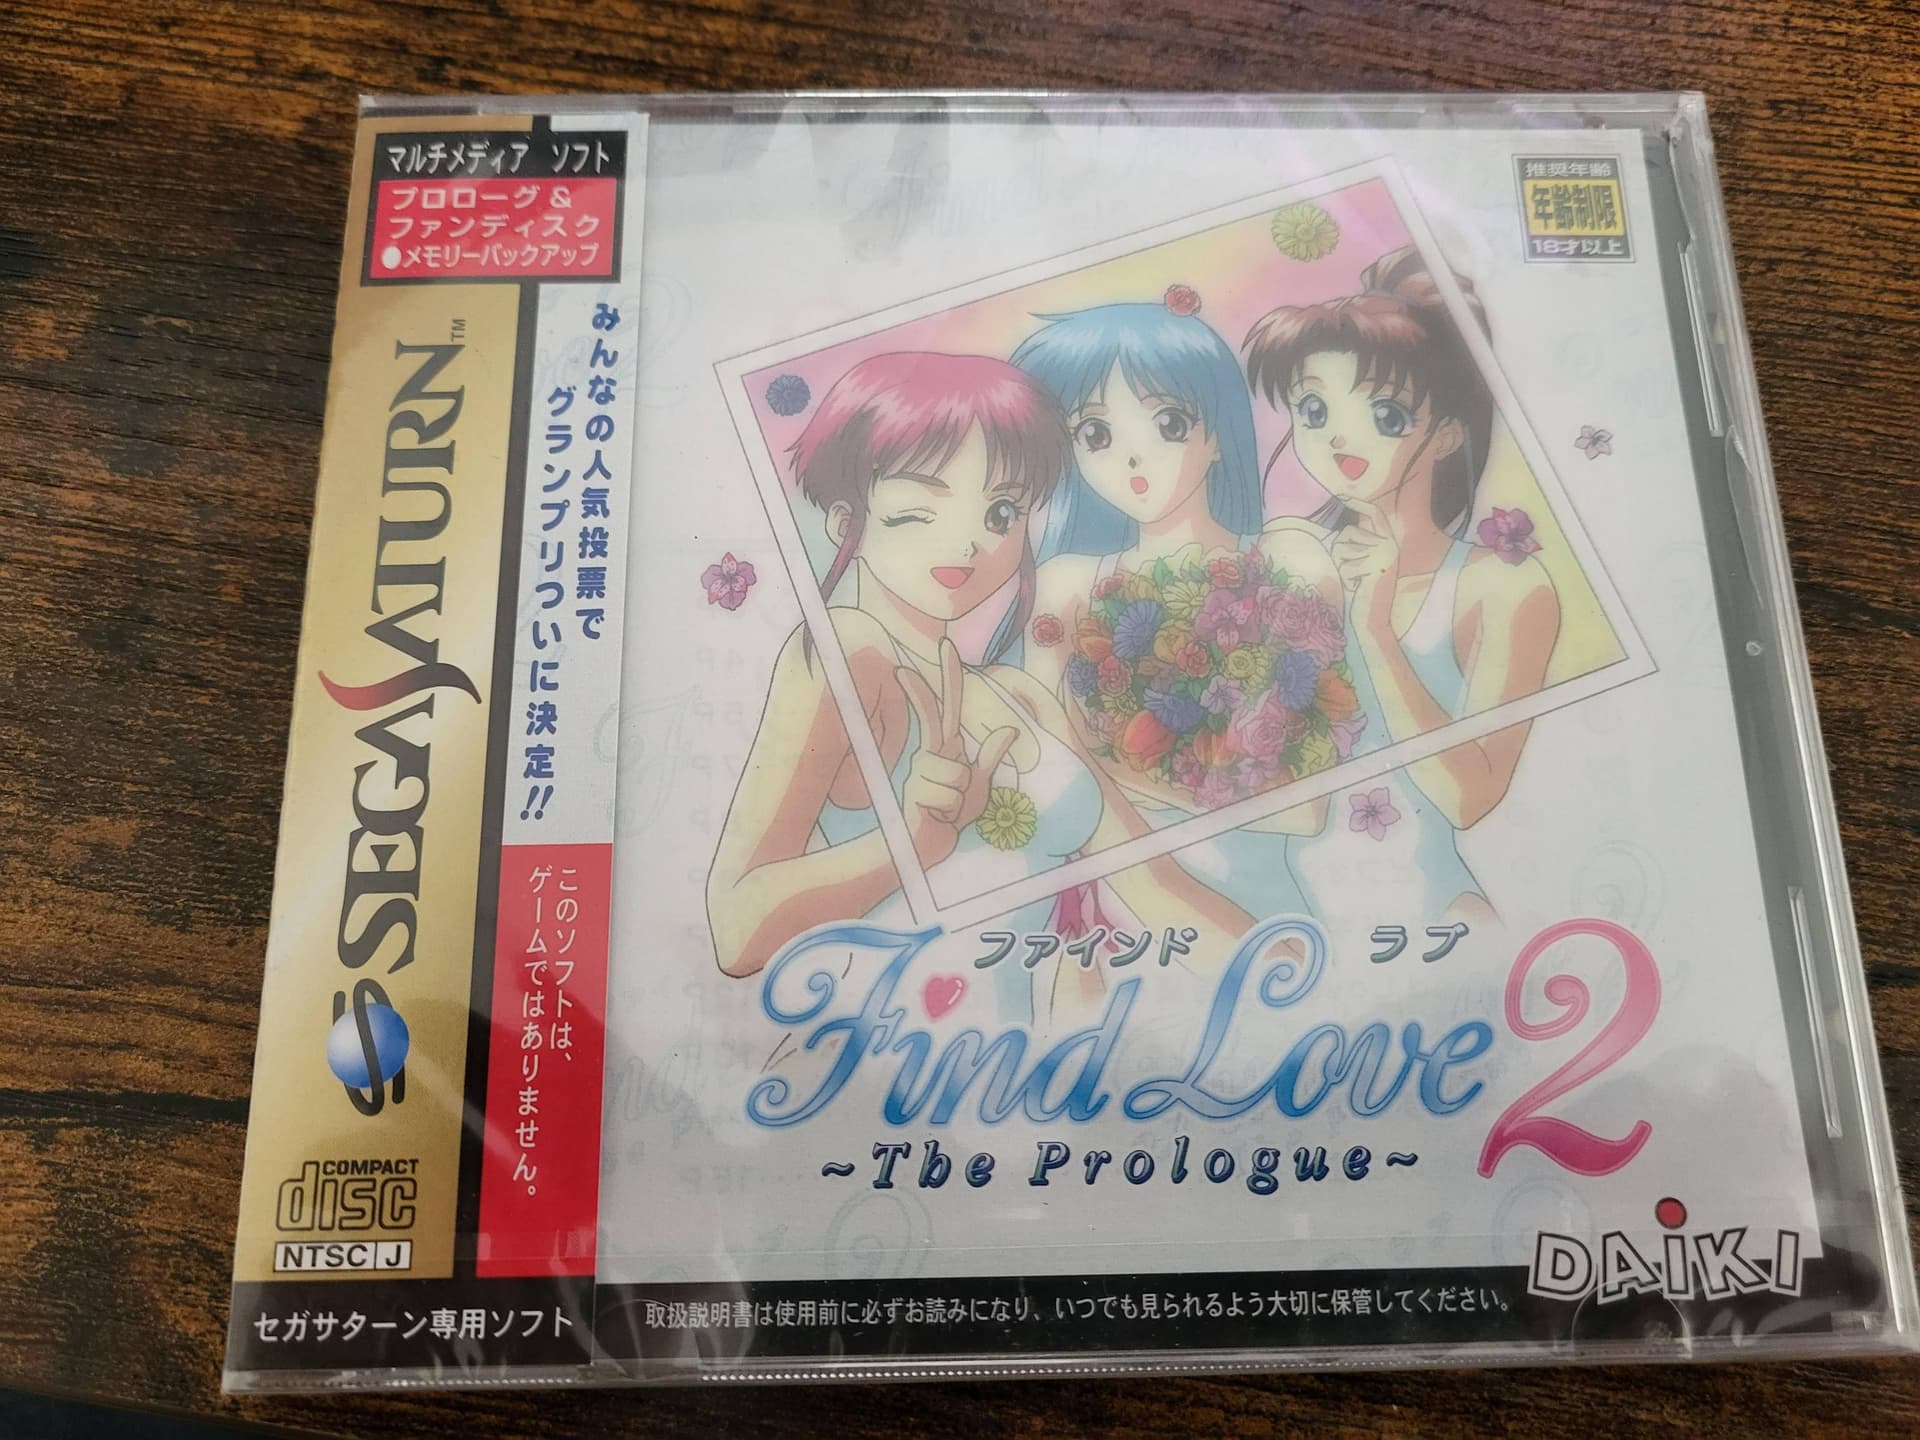 マルチメディア ソフト
プロローグ&
ファンディスク
●メモリーバックアップ
SEGA SATURN™
みんなの人気投票で
グランプリついに決定!!
このソフトは、
ゲームではありません。
COMPACT
disc
NTSC J
セガサターン専用ソフト
推奨年齢
年齢制限
18才以上
ファインド ラブ
Find Love 2
~The Prologue~
DAIKI
取扱説明書は使用前に必ずお読みになり、いつでも見られるよう大切に保管してください。